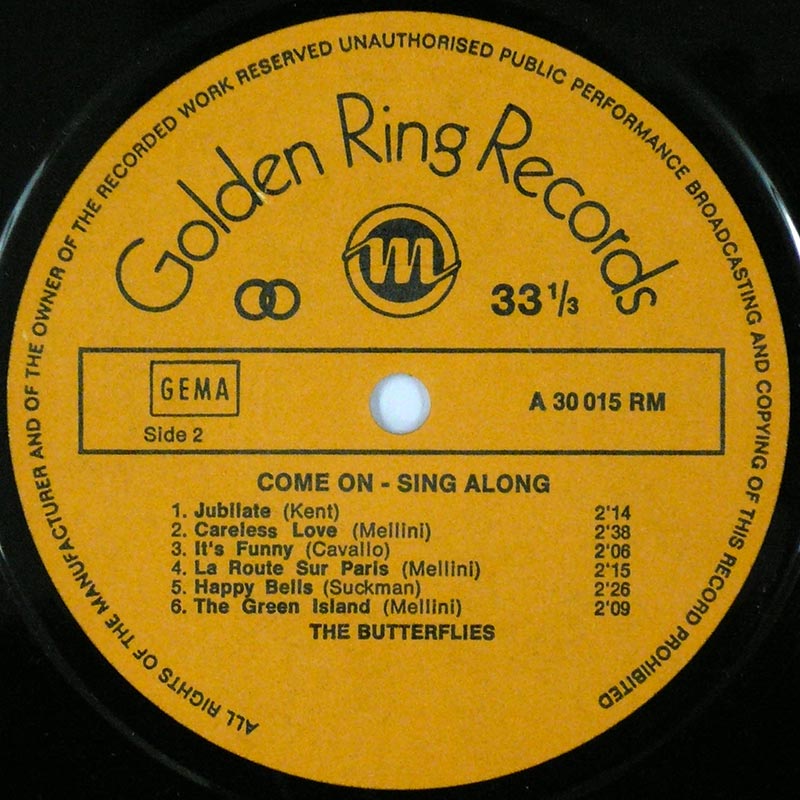 ALL RIGHTS OF THE MANUFACTURER AND OF THE OWNER OF THE RECORDED WORK RESERVED UNAUTHORISED PUBLIC PERFORMANCE BROADCASTING AND COPYING OF THIS RECORD PROHIBITED
Golden Ring Records
m
33 1/3
GEMA
Side 2
A 30 015 RM
COME ON - SING ALONG
1. Jubilate (Kent) 2'14
2. Careless Love (Mellini) 2'38
3. It's Funny (Cavallo) 2'06
4. La Route Sur Paris (Mellini) 2'15
5. Happy Bells (Suckman) 2'26
6. The Green Island (Mellini) 2'09
THE BUTTERFLIES